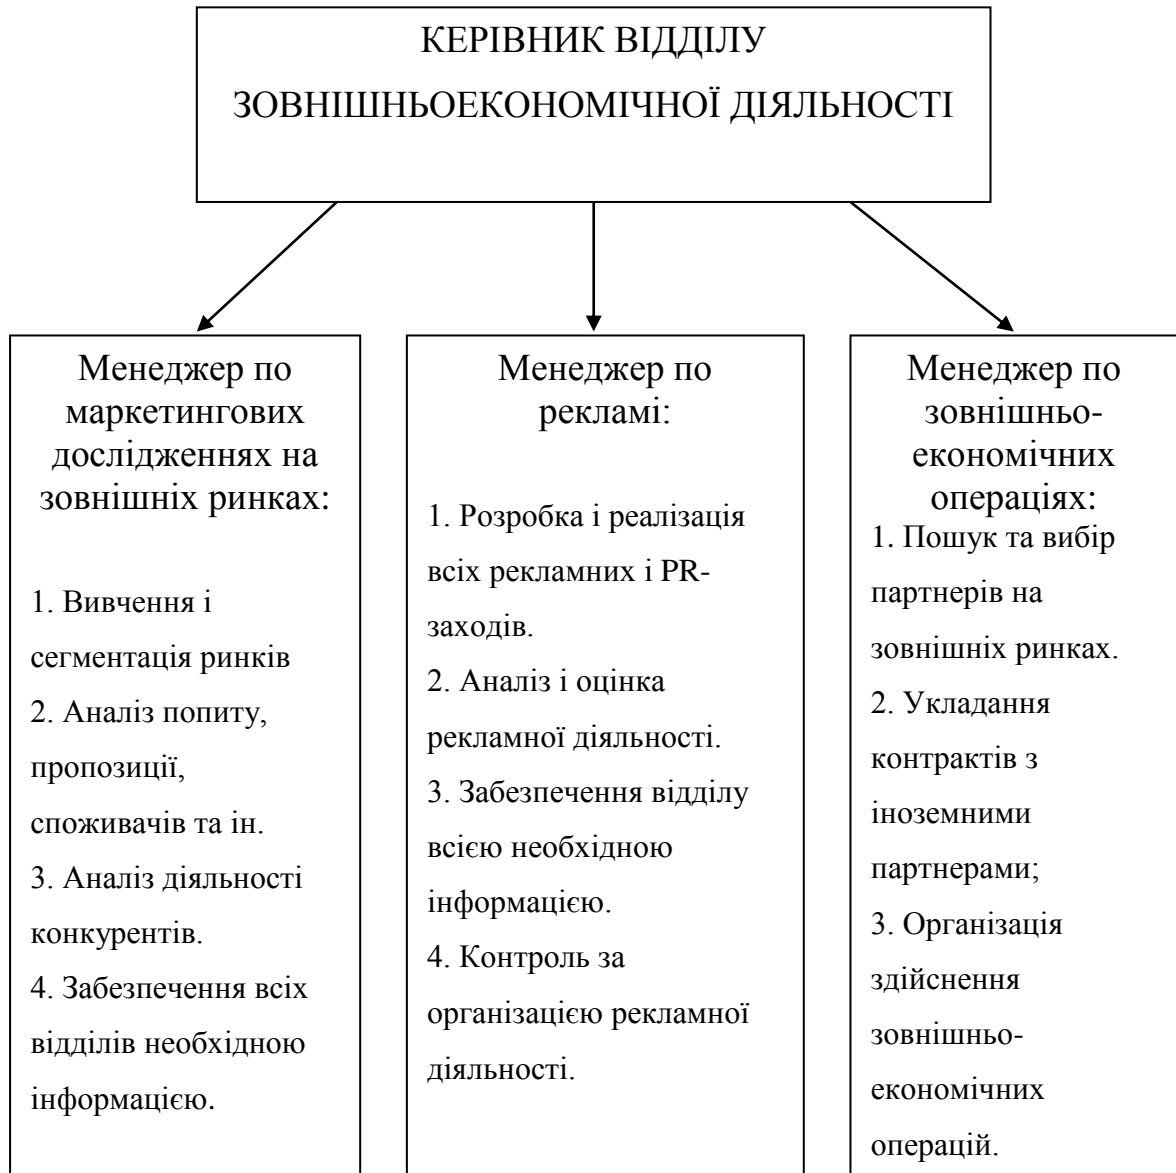 КЕРІВНИК ВІДДІЛУ
ЗОВНІШНЬОЕКОНОМІЧНОЇ ДІЯЛЬНОСТІ
Менеджер по
маркетингових
дослідженнях на
зовнішніх ринках:
1. Вивчення і
сегментація ринків
2. Аналіз попиту,
пропозиції,
споживачів та ін.
3. Аналіз діяльності
конкурентів.
4. Забезпечення всіх
відділів необхідною
інформацією.
Менеджер по
рекламі:
1. Розробка і реалізація
всіх рекламних і PR-
заходів.
2. Аналіз і оцінка
рекламної діяльності.
3. Забезпечення відділу
всією необхідною
інформацією.
4. Контроль за
організацією рекламної
діяльності.
Менеджер по
зовнішньо-
економічних
операціях:
1. Пошук та вибір
партнерів на
зовнішніх ринках.
2. Укладання
контрактів з
іноземними
партнерами;
3. Організація
здійснення
зовнішньо-
економічних
операцій.